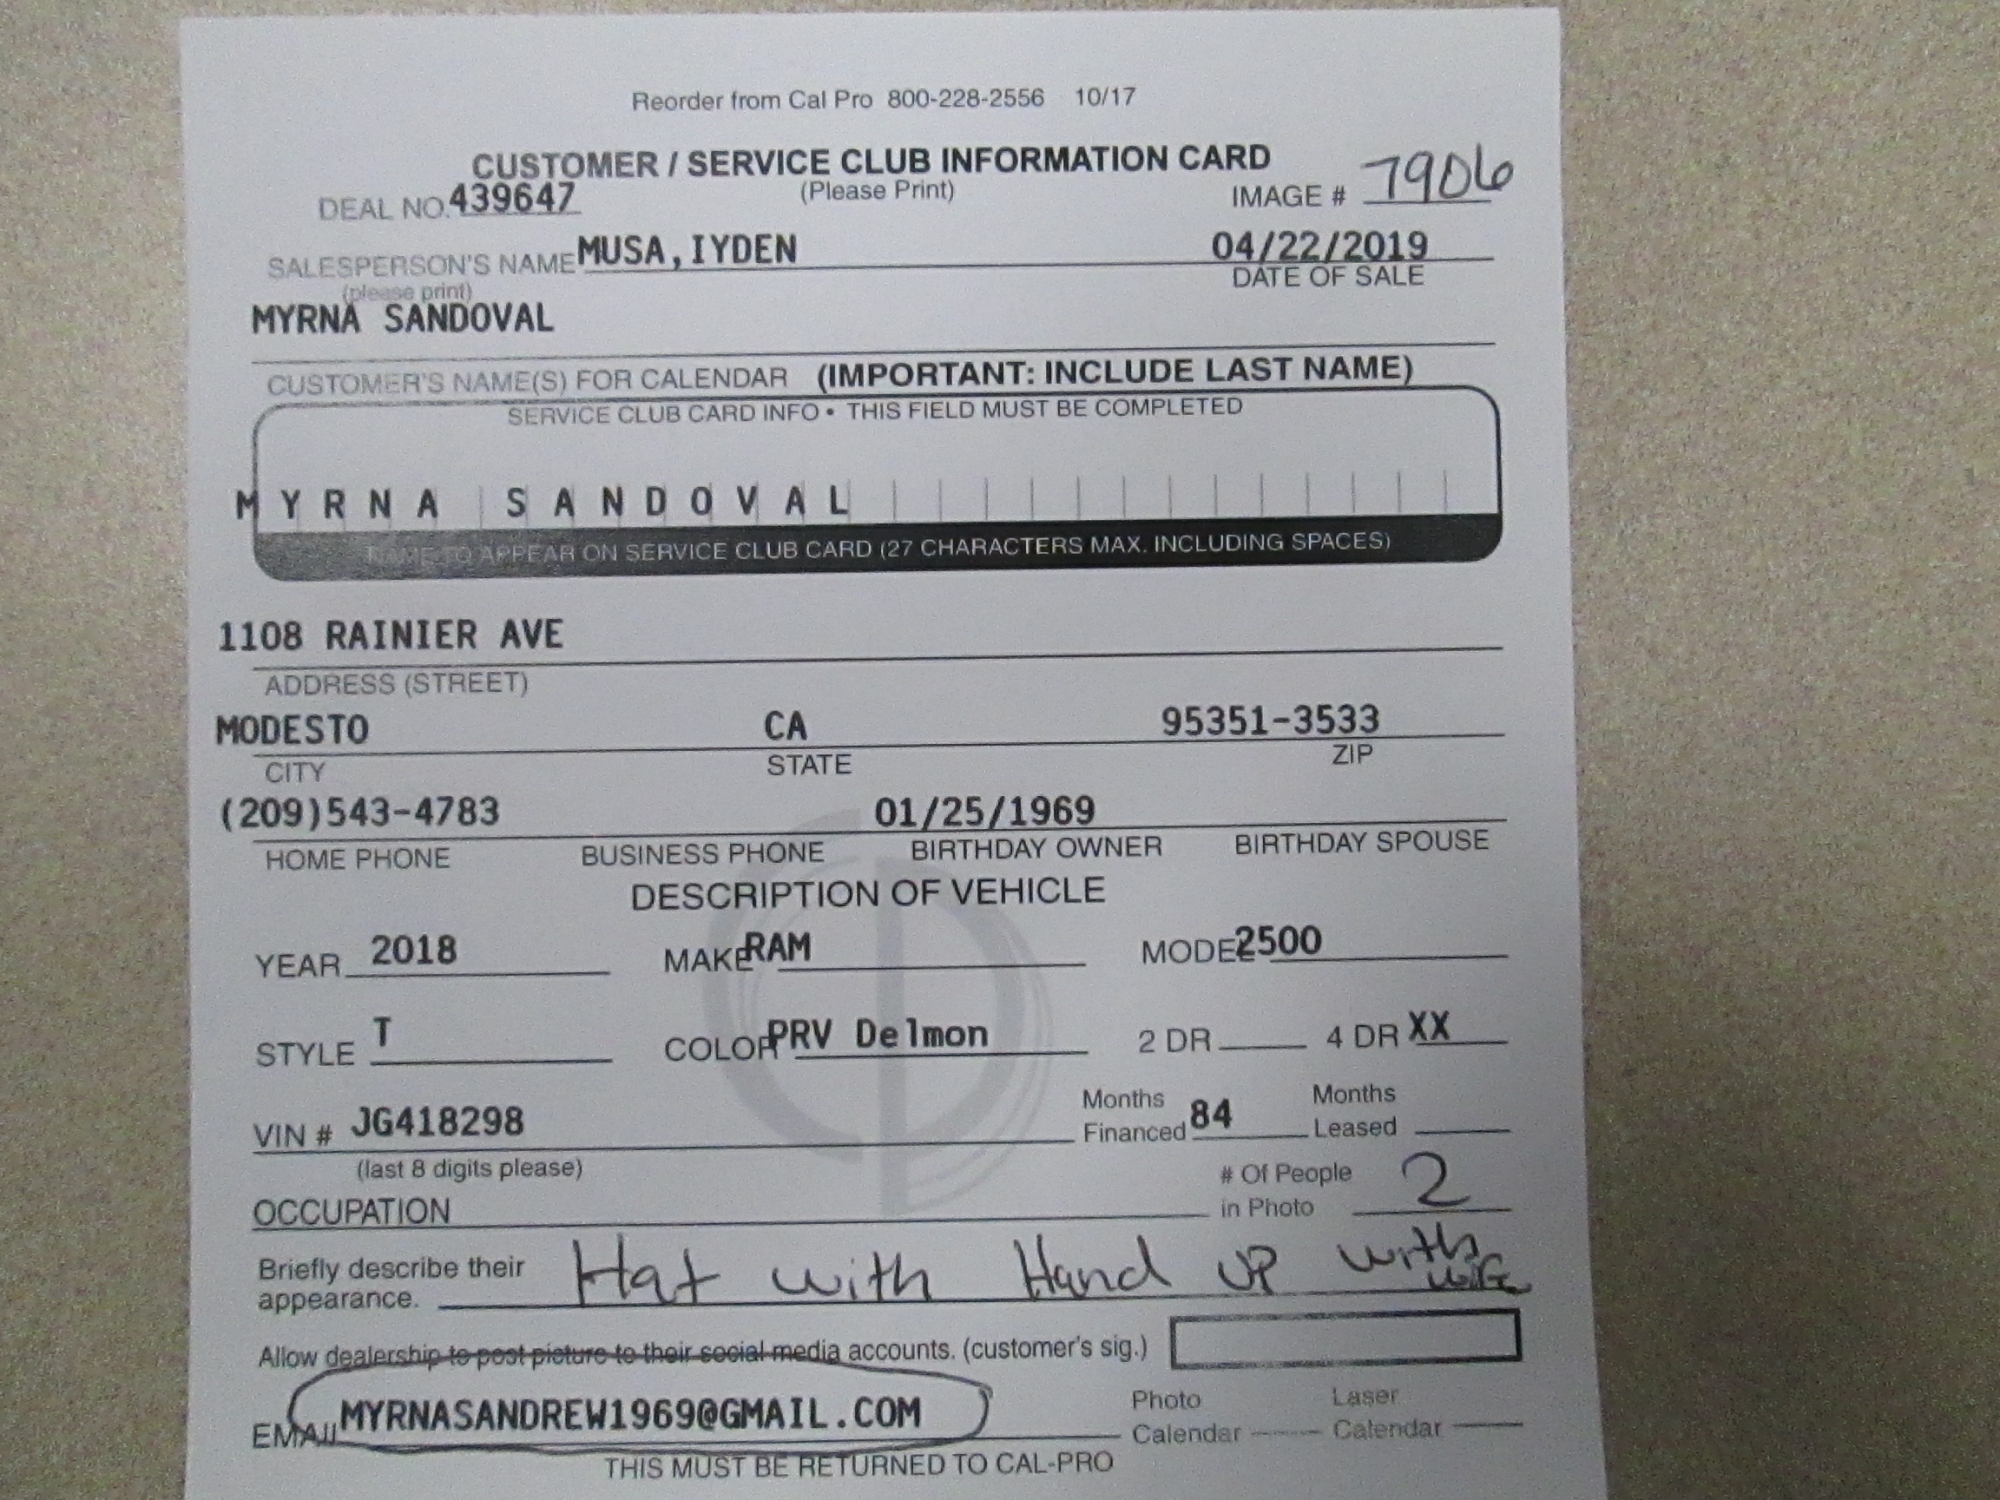 Reorder from Cal Pro 800-228-2556 10/17
CUSTOMER / SERVICE CLUB INFORMATION CARD
DEAL NO. 439647 (Please Print) IMAGE # 7906
SALESPERSON'S NAME MUSA, IYDEN 04/22/2019
(please print) DATE OF SALE
MYRNA SANDOVAL
CUSTOMER'S NAME(S) FOR CALENDAR (IMPORTANT: INCLUDE LAST NAME)
SERVICE CLUB CARD INFO • THIS FIELD MUST BE COMPLETED
MYRNA SANDOVAL
NAME TO APPEAR ON SERVICE CLUB CARD (27 CHARACTERS MAX. INCLUDING SPACES)
1108 RAINIER AVE
ADDRESS (STREET)
MODESTO CA 95351-3533
CITY STATE ZIP
(209)543-4783 01/25/1969
HOME PHONE BUSINESS PHONE BIRTHDAY OWNER BIRTHDAY SPOUSE
DESCRIPTION OF VEHICLE
YEAR 2018 MAKE RAM MODEL 2500
STYLE T COLOR PRV Delmon 2 DR 4 DR XX
VIN # JG418298 Months Financed 84 Months Leased
(last 8 digits please)
OCCUPATION # Of People in Photo 2
Briefly describe their appearance. Hat with Hand up with wife
Allow dealership to post picture to their social media accounts. (customer's sig.)
EMAIL MYRNASANDREW1969@GMAIL.COM Photo Calendar Laser Calendar
THIS MUST BE RETURNED TO CAL-PRO